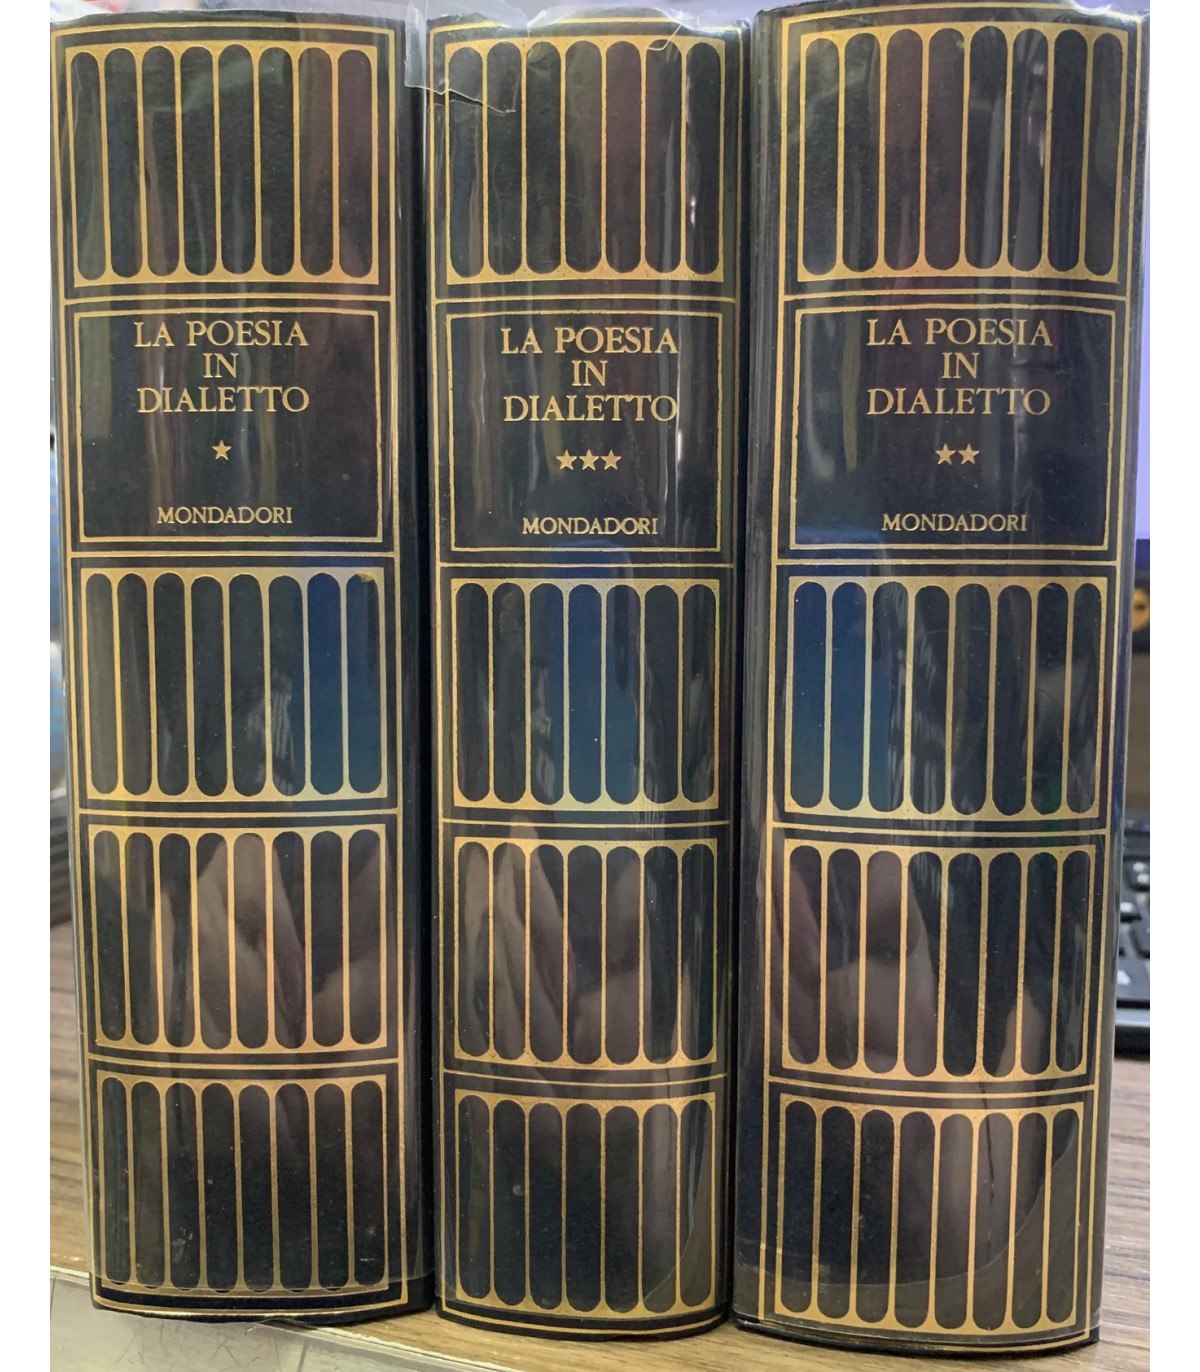 LA POESIA
IN
DIALETTO
★
MONDADORI
LA POESIA
IN
DIALETTO
★★★
MONDADORI
LA POESIA
IN
DIALETTO
★★
MONDADORI